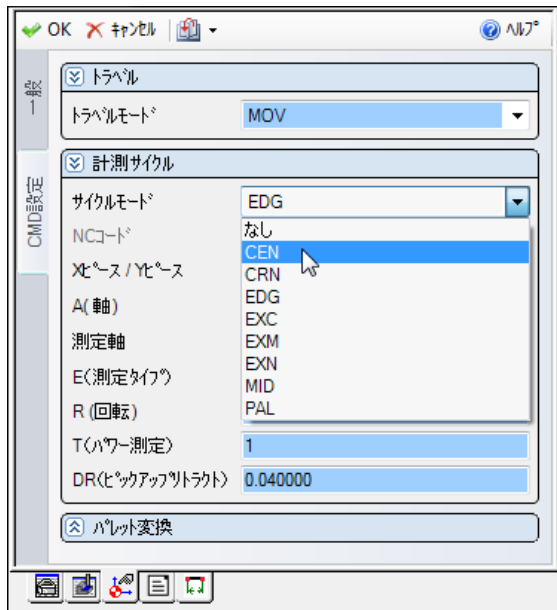 OK ｷｬﾝｾﾙ ﾍﾙﾌﾟ
一般 1
CMD設定
ﾄﾗﾍﾞﾙ
ﾄﾗﾍﾞﾙﾓｰﾄﾞ MOV
計測ｻｲｸﾙ
ｻｲｸﾙﾓｰﾄﾞ EDG
NCｺｰﾄﾞ なし
CEN
Xﾋﾟｰｽ / Yﾋﾟｰｽ CRN
A( 軸) EDG
EXC
測定軸 EXM
E(測定ﾀｲﾌﾟ) EXN
MID
R (回転) PAL
T(ﾊﾟﾜｰ測定) 1
DR(ﾋﾟｯｸｱｯﾌﾟﾘﾄﾗｸﾄ) 0.040000
ﾊﾟﾚｯﾄ変換